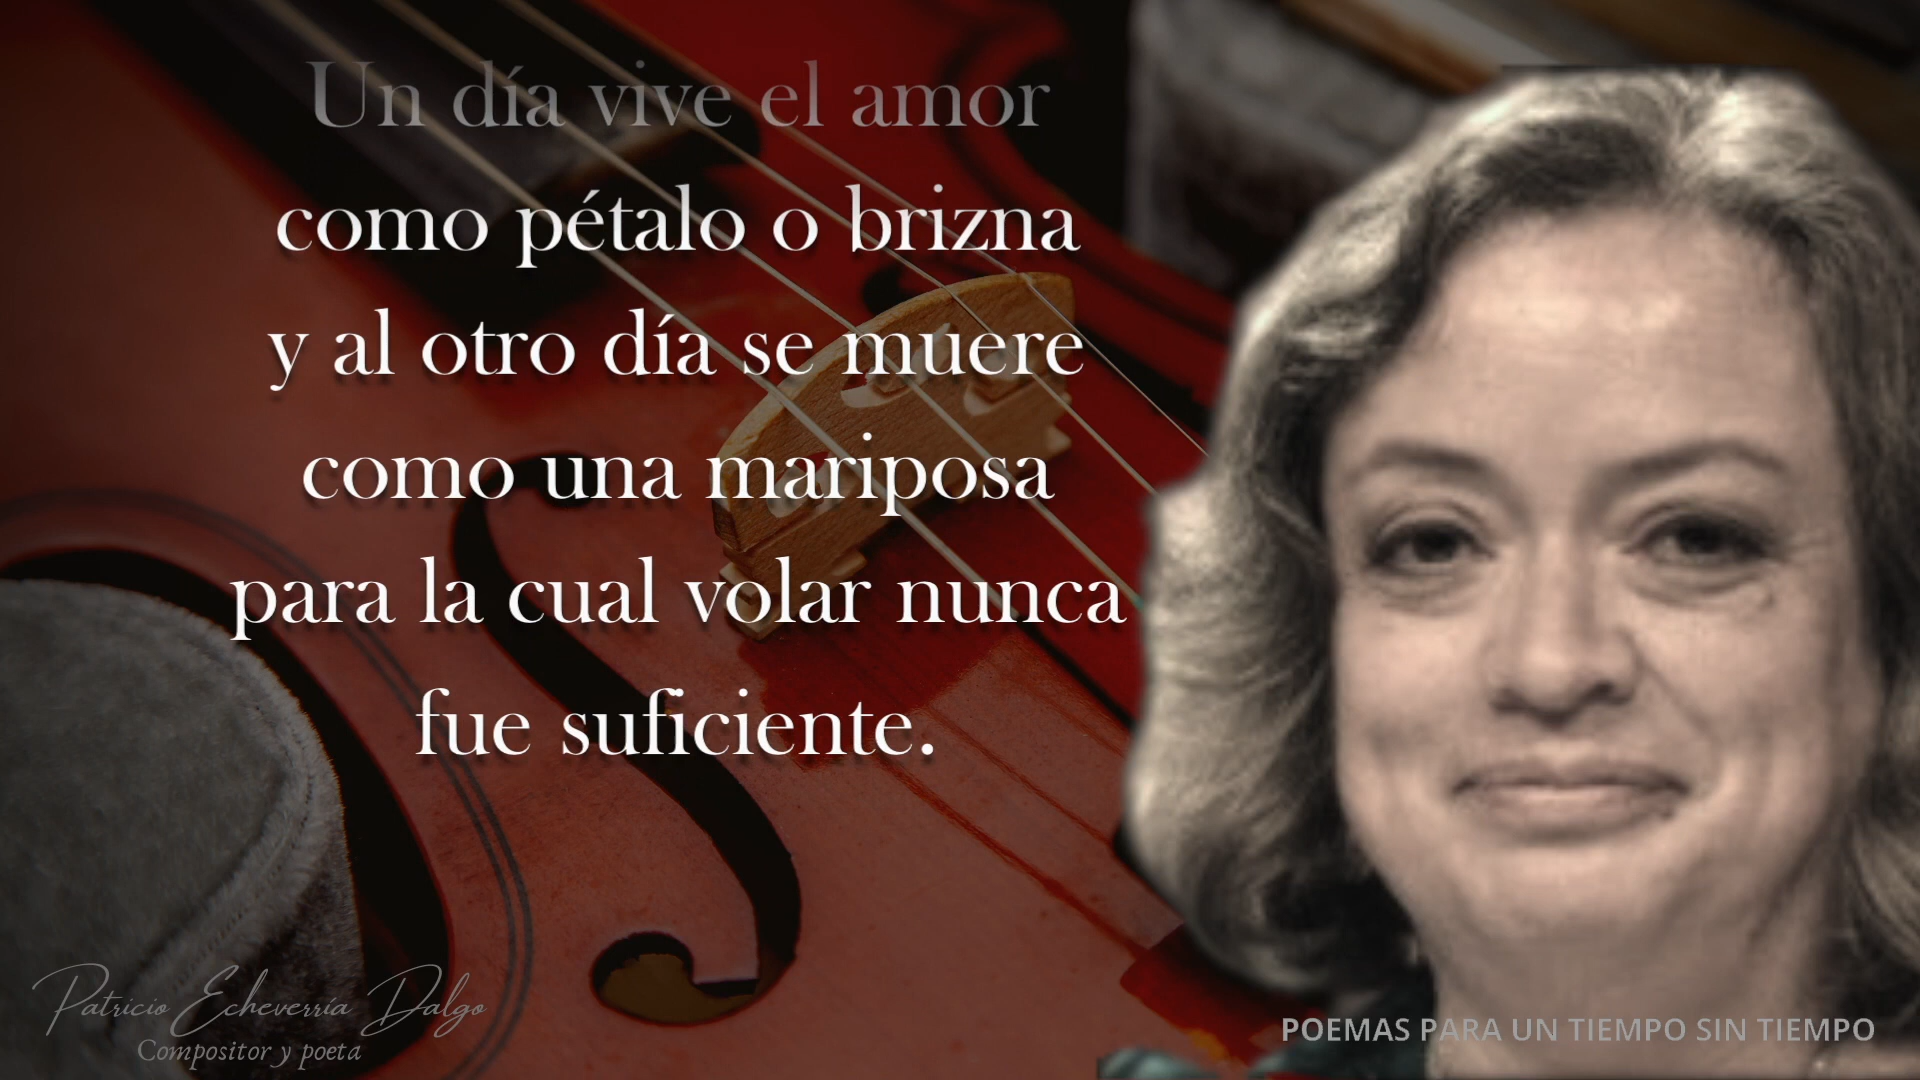 Un día vive el amor
como pétalo o brizna
y al otro día se muere
como una mariposa
para la cual volar nunca
fue suficiente.
Patricio Echeverría Dalgo
Compositor y poeta
POEMAS PARA UN TIEMPO SIN TIEMPO